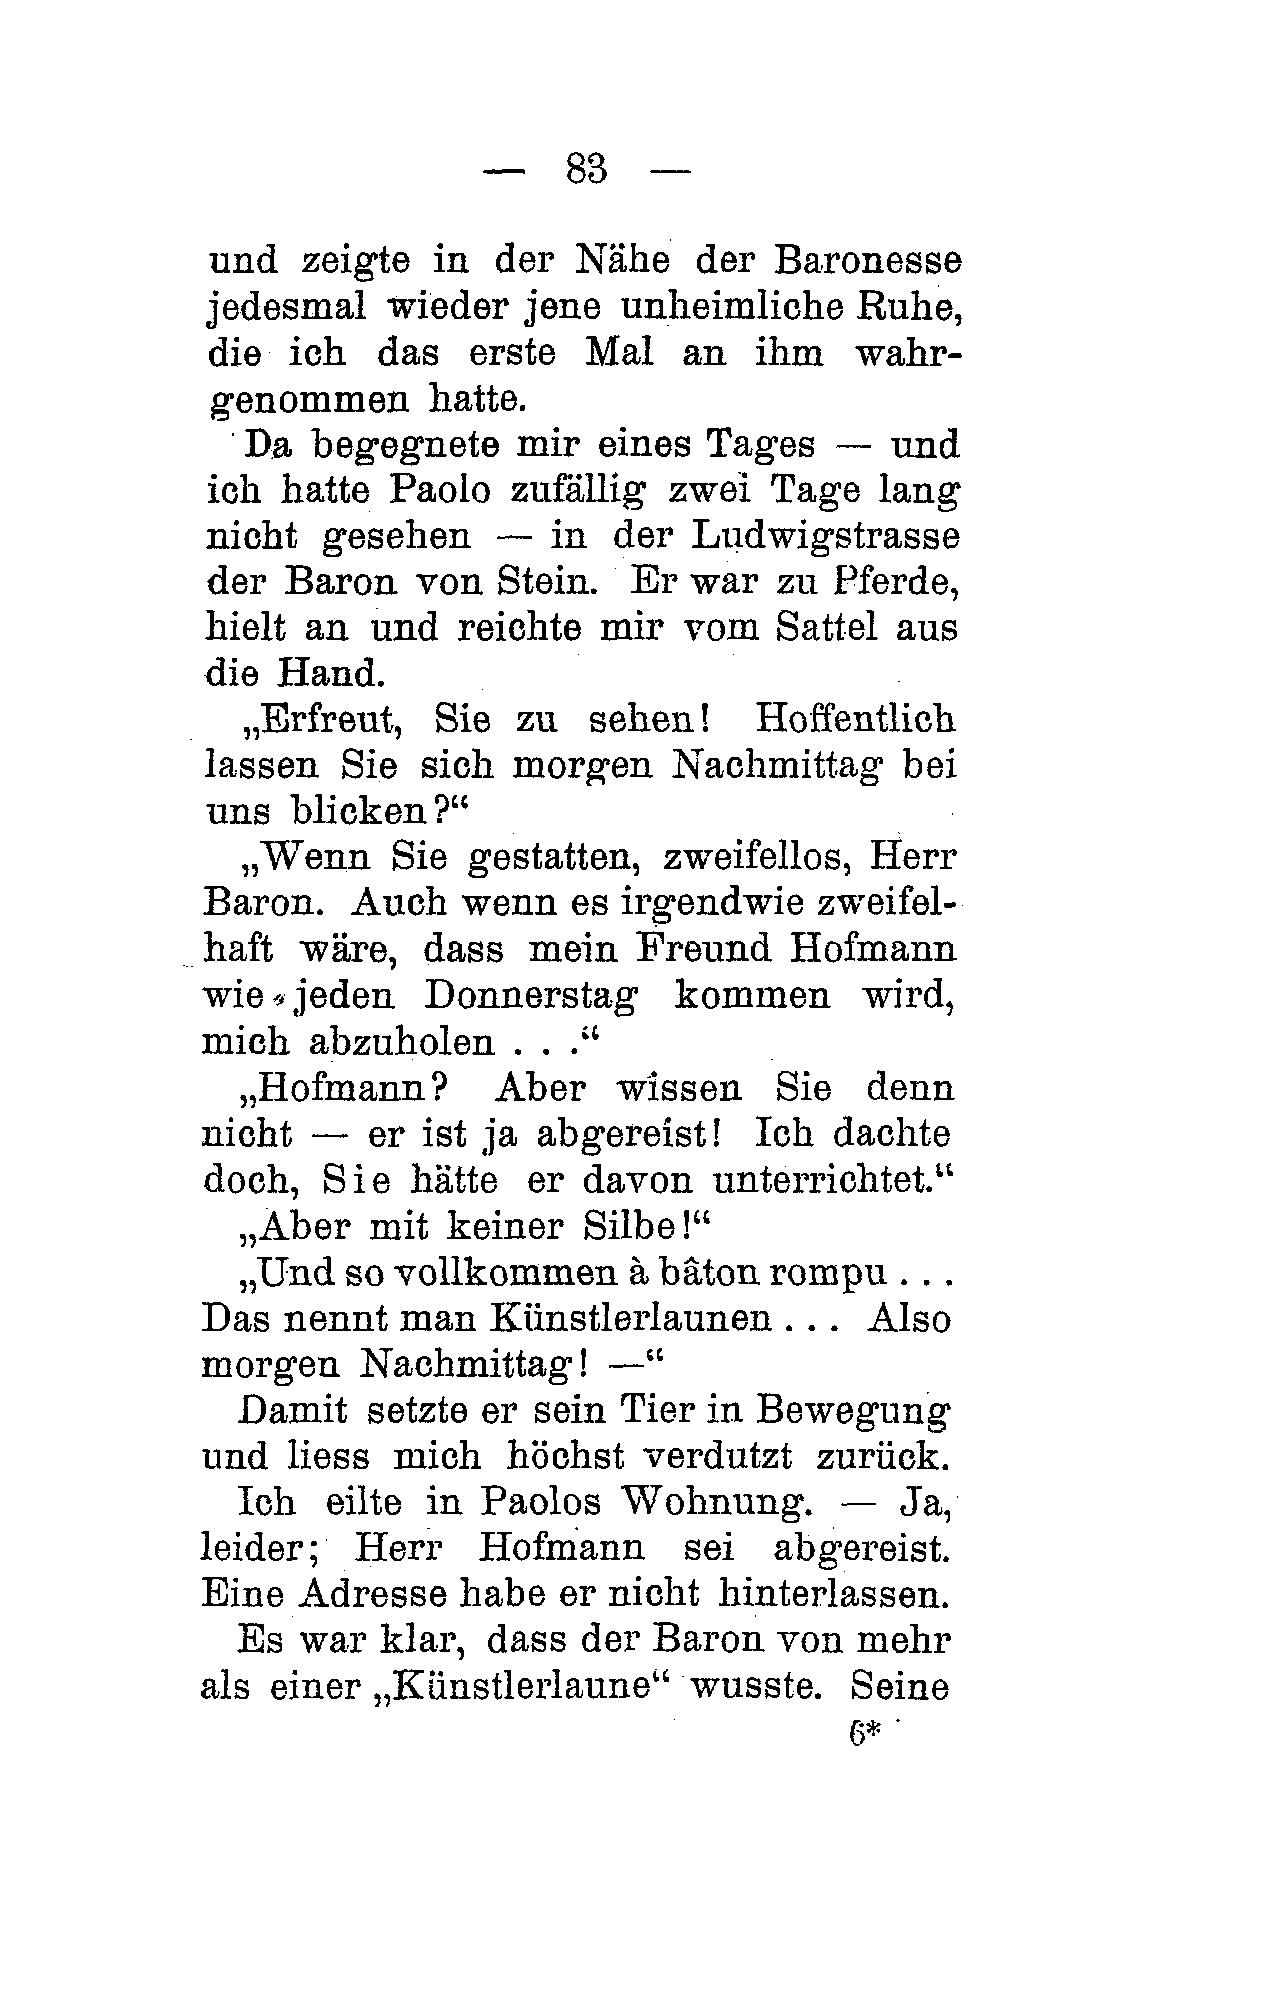 — 83 —
und zeigte in der Nähe der Baronesse
jedesmal wieder jene unheimliche Ruhe,
die ich das erste Mal an ihm wahr-
genommen hatte.
Da begegnete mir eines Tages — und
ich hatte Paolo zufällig zwei Tage lang
nicht gesehen — in der Ludwigstrasse
der Baron von Stein. Er war zu Pferde,
hielt an und reichte mir vom Sattel aus
die Hand.
„Erfreut, Sie zu sehen! Hoffentlich
lassen Sie sich morgen Nachmittag bei
uns blicken?“
„Wenn Sie gestatten, zweifellos, Herr
Baron. Auch wenn es irgendwie zweifel-
haft wäre, dass mein Freund Hofmann
wie jeden Donnerstag kommen wird,
mich abzuholen . . .“
„Hofmann? Aber wissen Sie denn
nicht — er ist ja abgereist! Ich dachte
doch, Sie hätte er davon unterrichtet.“
„Aber mit keiner Silbe!“
„Und so vollkommen à bâton rompu . . .
Das nennt man Künstlerlaunen . . . Also
morgen Nachmittag! —“
Damit setzte er sein Tier in Bewegung
und liess mich höchst verdutzt zurück.
Ich eilte in Paolos Wohnung. — Ja,
leider; Herr Hofmann sei abgereist.
Eine Adresse habe er nicht hinterlassen.
Es war klar, dass der Baron von mehr
als einer „Künstlerlaune“ wusste. Seine
6*